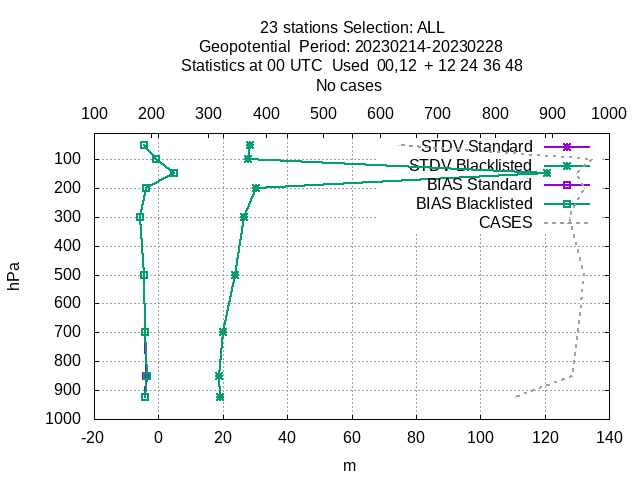 23 stations Selection: ALL
Geopotential  Period: 20230214-20230228
Statistics at 00 UTC  Used  00,12  + 12 24 36 48
No cases
100 200 300 400 500 600 700 800 900 1000
STDV Standard
100
STDV Blacklisted
BIAS Standard
200
BIAS Blacklisted
300
CASES
400
500
hPa
600
700
800
900
1000
-20 0 20 40 60 80 100 120 140
m